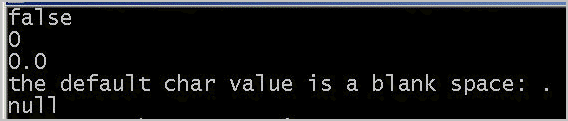 false
0
0.0
the default char value is a blank space: .
null